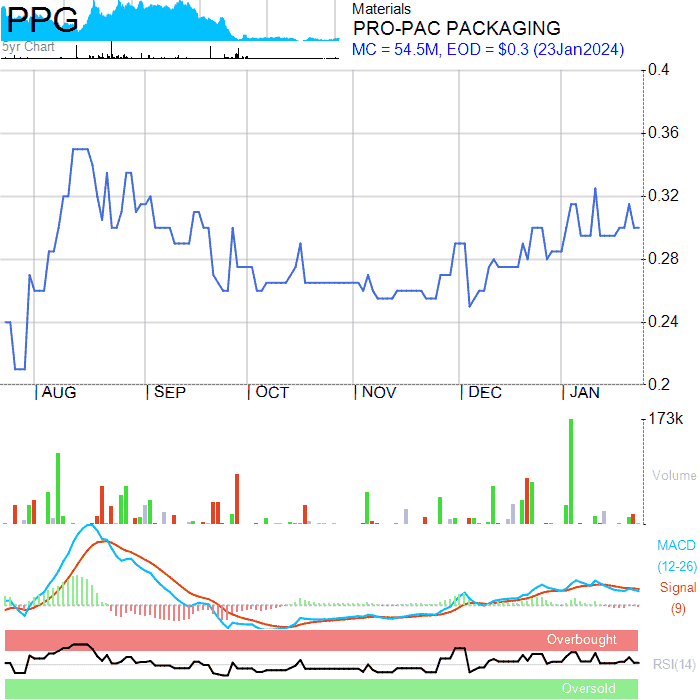 PPG
5yr Chart
Materials
PRO-PAC PACKAGING
MC = 54.5M, EOD = $0.3 (23Jan2024)
0.4
0.36
0.32
0.28
0.24
0.2
AUG SEP OCT NOV DEC JAN
173k
Volume
MACD
(12-26)
Signal
(9)
Overbought
RSI(14)
Oversold